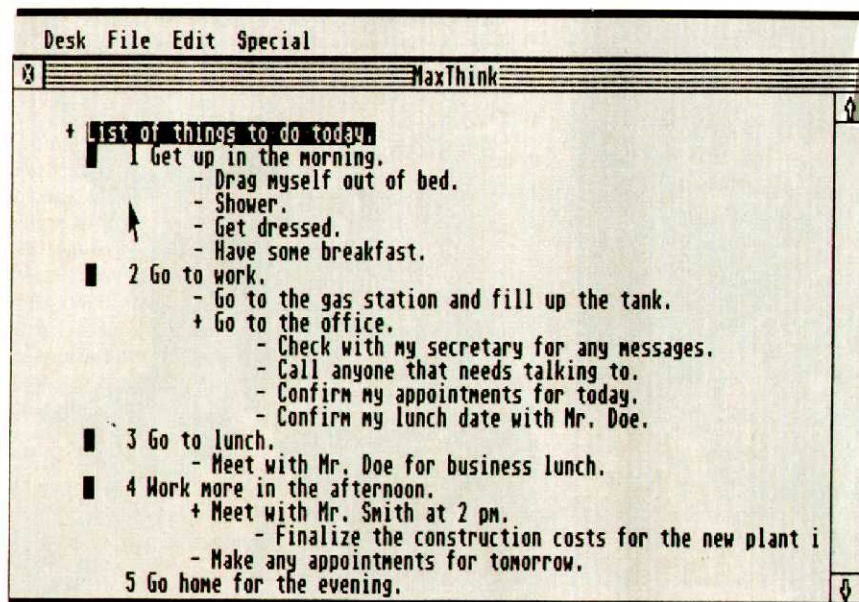 Desk File Edit Special
MaxThink
+ List of things to do today.
1 Get up in the morning.
- Drag myself out of bed.
- Shower.
- Get dressed.
- Have some breakfast.
2 Go to work.
- Go to the gas station and fill up the tank.
+ Go to the office.
- Check with my secretary for any messages.
- Call anyone that needs talking to.
- Confirm my appointments for today.
- Confirm my lunch date with Mr. Doe.
3 Go to lunch.
- Meet with Mr. Doe for business lunch.
4 Work more in the afternoon.
+ Meet with Mr. Smith at 2 pm.
- Finalize the construction costs for the new plant i
- Make any appointments for tomorrow.
5 Go home for the evening.